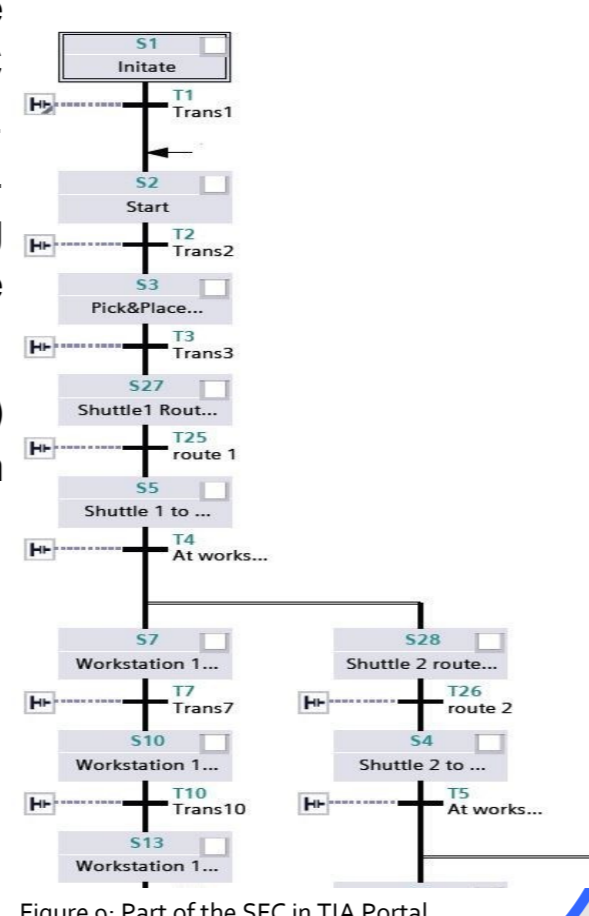 S1
Initate
T1
Trans1
S2
Start
T2
Trans2
S3
Pick&Place...
T3
Trans3
S27
Shuttle1 Rout...
T25
route 1
S5
Shuttle 1 to ...
T4
At works...
S7
Workstation 1...
T7
Trans7
S10
Workstation 1...
T10
Trans10
S13
Workstation 1...
S28
Shuttle 2 route...
T26
route 2
S4
Shuttle 2 to ...
T5
At works...
Figure 9: Part of the SFC in TIA Portal